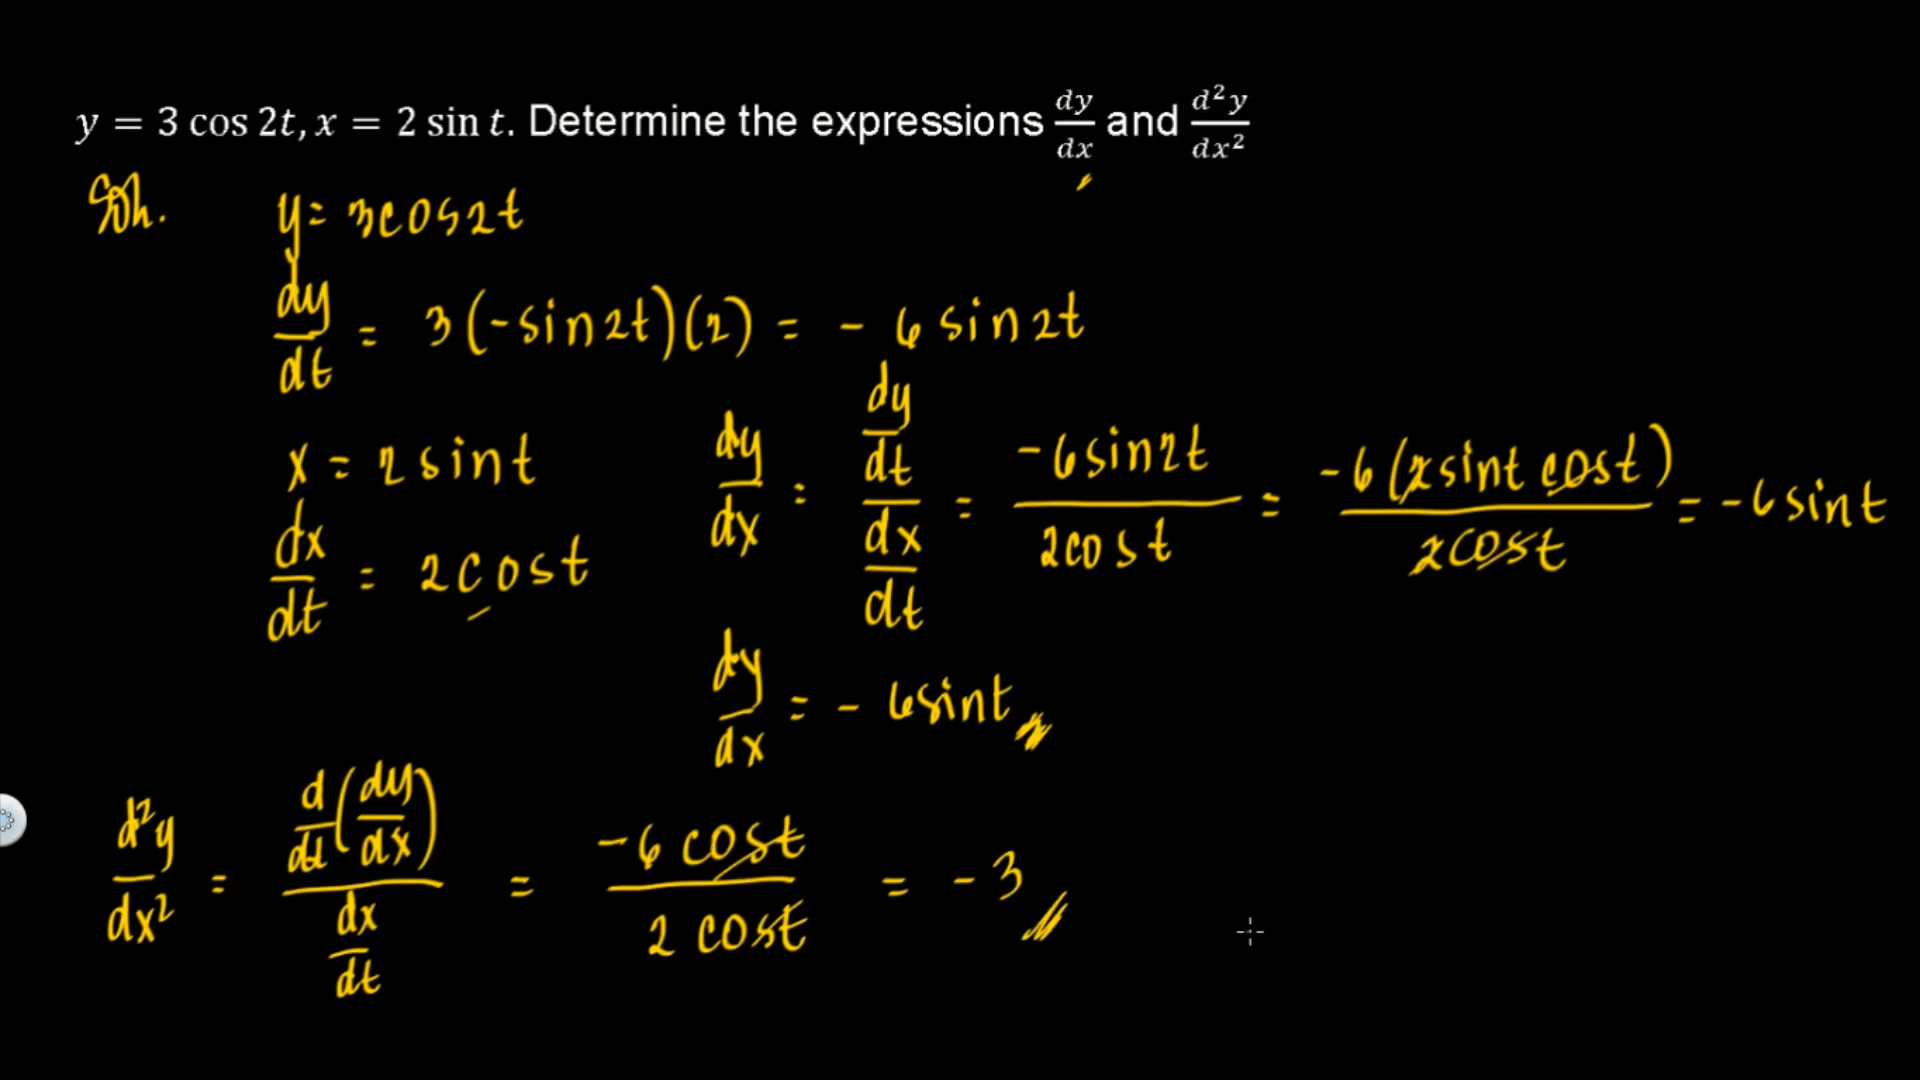 y = 3 cos 2t, x = 2 sin t. Determine the expressions dy/dx and d²y/dx²
Soln.
y = 3cos2t
dy/dt = 3(-sin2t)(2) = - 6sin2t
x = 2sint
dx/dt = 2cost
dy/dx = (dy/dt)/(dx/dt) = -6sin2t/2cost = -6(2sint cost)/2cost = -6sint
dy/dx = - 6sint
d²y/dx² = d/dt(dy/dx)/(dx/dt) = -6cost/2cost = -3